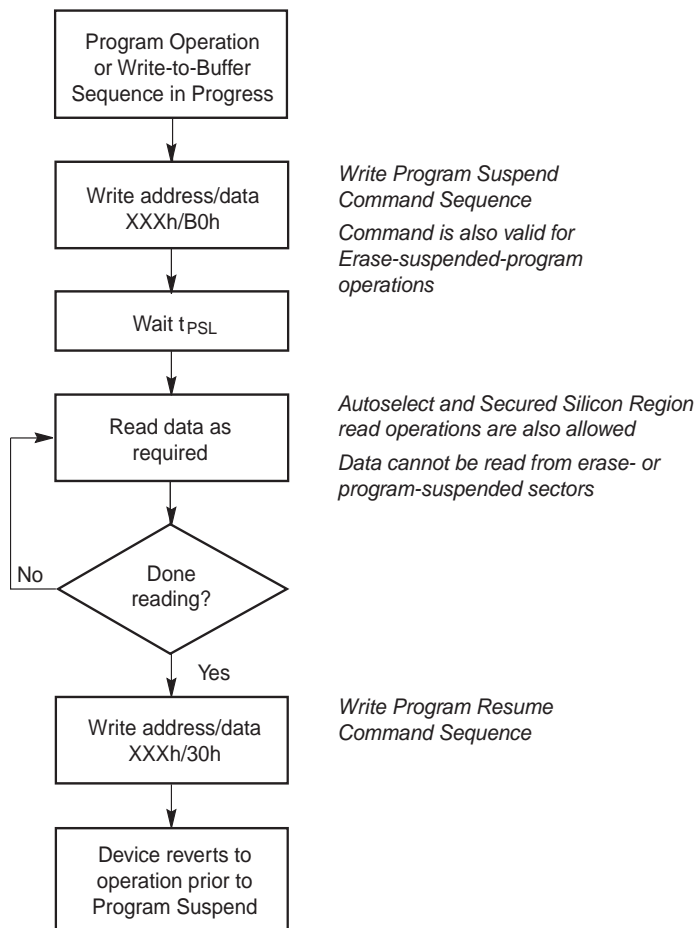 Program Operation
or Write-to-Buffer
Sequence in Progress
Write address/data
XXXh/B0h
Write Program Suspend
Command Sequence
Command is also valid for
Erase-suspended-program
operations
Wait tPSL
Read data as
required
Autoselect and Secured Silicon Region
read operations are also allowed
Data cannot be read from erase- or
program-suspended sectors
No
Done
reading?
Yes
Write address/data
XXXh/30h
Write Program Resume
Command Sequence
Device reverts to
operation prior to
Program Suspend